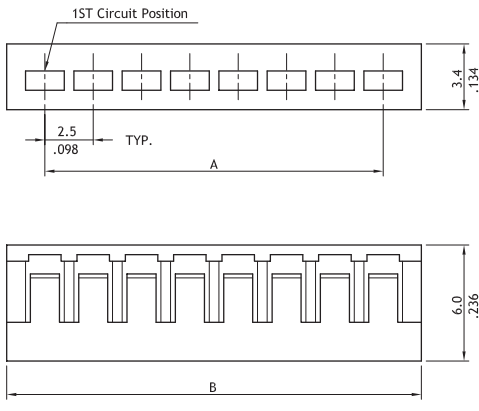 1ST Circuit Position
3.4
.134
2.5
.098
TYP.
A
6.0
.236
B